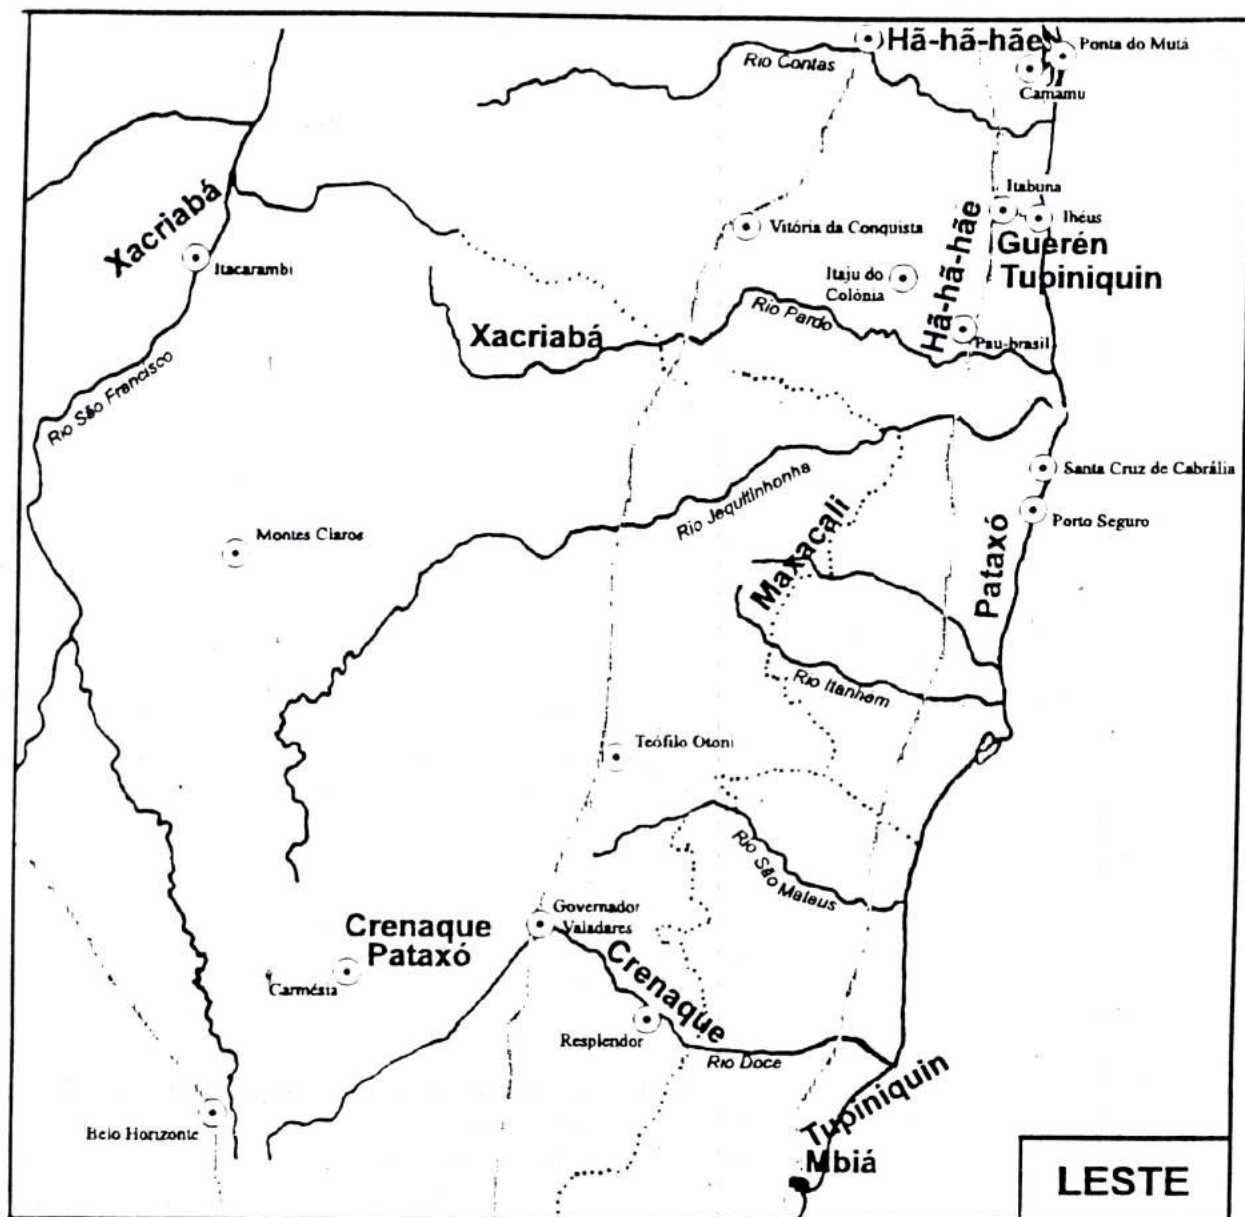 Hã-hã-hãe
Ponta do Mutá
Rio Contas
Camamu
Xacriabá
Itabuna
Ilhéus
Hã-hã-hãe
Guerén
Tupiniquin
Vitória da Conquista
Itacarambi
Itaju do
Colónia
Rio Pardo
Xacriabá
Pau-brasil
Rio São Francisco
Santa Cruz de Cabrália
Rio Jequitinhonha
Porto Seguro
Montes Claros
Maxacali
Pataxó
Rio Itanhem
Teófilo Otoni
Rio São Mateus
Governador
Valadares
Crenaque
Pataxó
Crenaque
Carmésia
Resplendor
Rio Doce
Tupiniquin
Mbiá
Belo Horizonte
LESTE